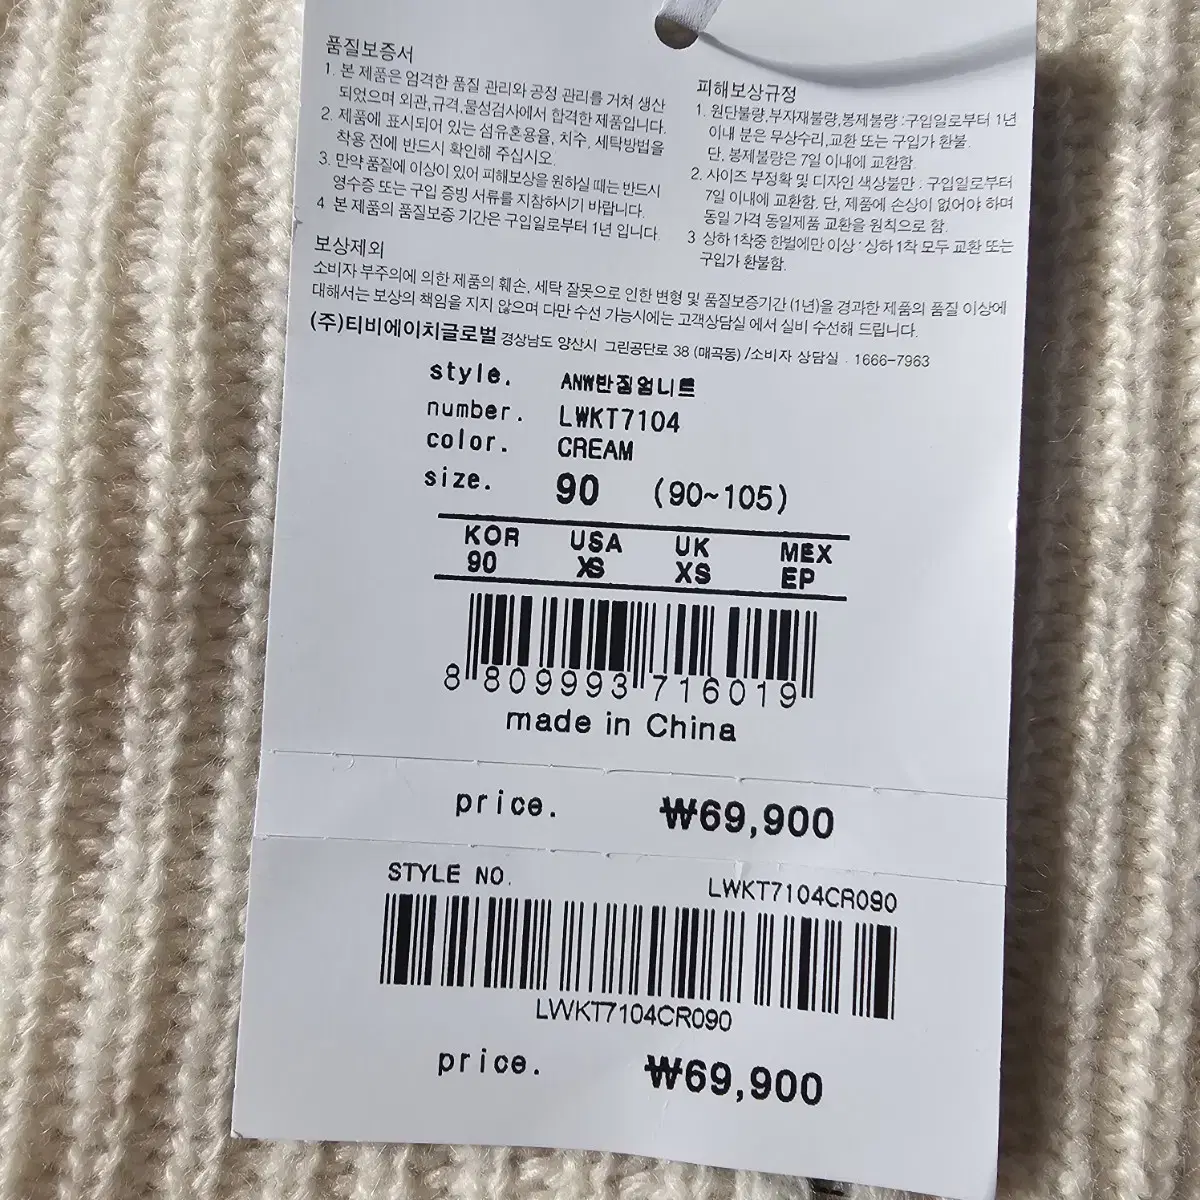 품질보증서
1. 본 제품은 엄격한 품질 관리와 공정 관리를 거쳐 생산
되었으며 외관,규격,물성검사에서 합격한 제품입니다.
2. 제품에 표시되어 있는 섬유혼용율, 치수, 세탁방법을
착용 전에 반드시 확인해 주십시오.
3. 만약 품질에 이상이 있어 피해보상을 원하실 때는 반드시
영수증 또는 구입 증빙 서류를 지참하시기 바랍니다.
4 본 제품의 품질보증 기간은 구입일로부터 1년 입니다.
피해보상규정
1. 원단불량,부자재불량,봉제불량 :구입일로부터 1년
이내 분은 무상수리,교환 또는 구입가 환불.
단, 봉제불량은 7일 이내에 교환함.
2. 사이즈 부정확 및 디자인 색상불만 : 구입일로부터
7일 이내에 교환함. 단, 제품에 손상이 없어야 하며
동일 가격 동일제품 교환을 원칙으로 함.
3 상하 1착중 한벌에만 이상 : 상하 1착 모두 교환 또는
구입가 환불함.
보상제외
소비자 부주의에 의한 제품의 훼손, 세탁 잘못으로 인한 변형 및 품질보증기간 (1년)을 경과한 제품의 품질 이상에
대해서는 보상의 책임을 지지 않으며 다만 수선 가능시에는 고객상담실 에서 실비 수선해 드립니다.
(주)티비에이치글로벌 경상남도 양산시 그린공단로 38 (매곡동) /소비자 상담실 : 1666-7963
style. ANW반집업니트
number. LWKT7104
color. CREAM
size. 90 (90~105)
KOR USA UK MEX
90 XS XS EP
8 809993 716019
made in China
price. ₩69,900
STYLE NO. LWKT7104CR090
LWKT7104CR090
price. ₩69,900